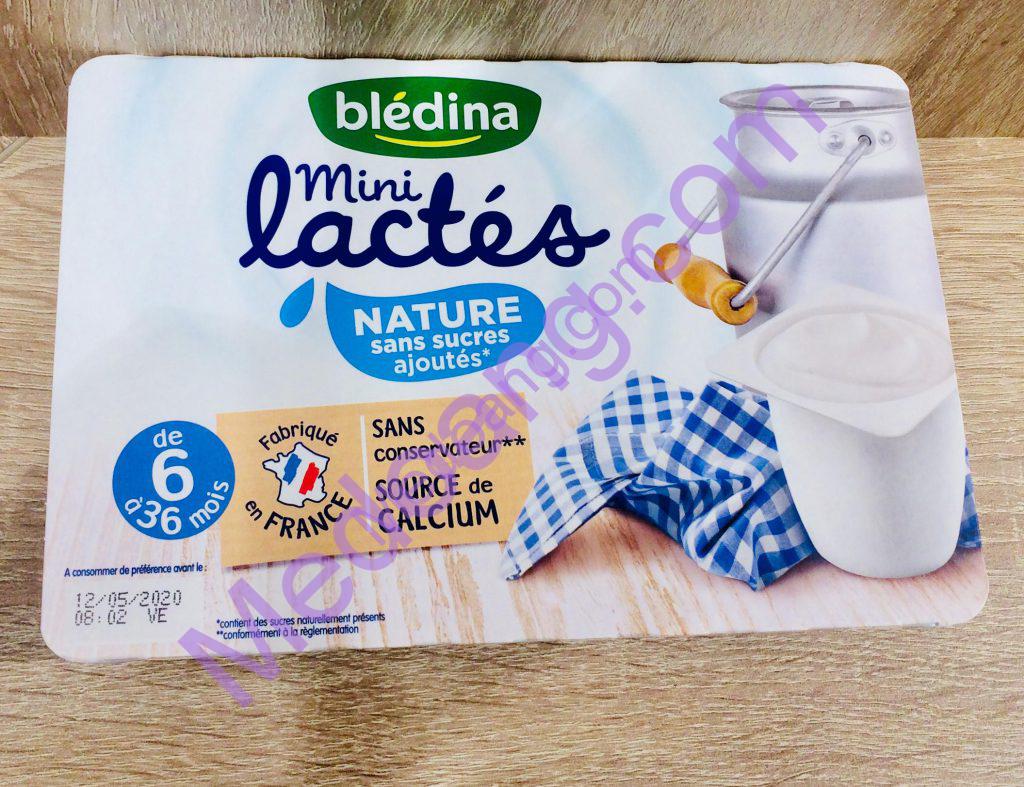 blédina
Mini
lactés
NATURE
sans sucres
ajoutés*
de
6
à 36 mois
Fabriqué
en FRANCE
SANS
conservateur**
SOURCE de
CALCIUM
A consommer de préférence avant le :
12/05/2020
08:02 VE
*contient des sucres naturellement présents
**conformément à la règlementation